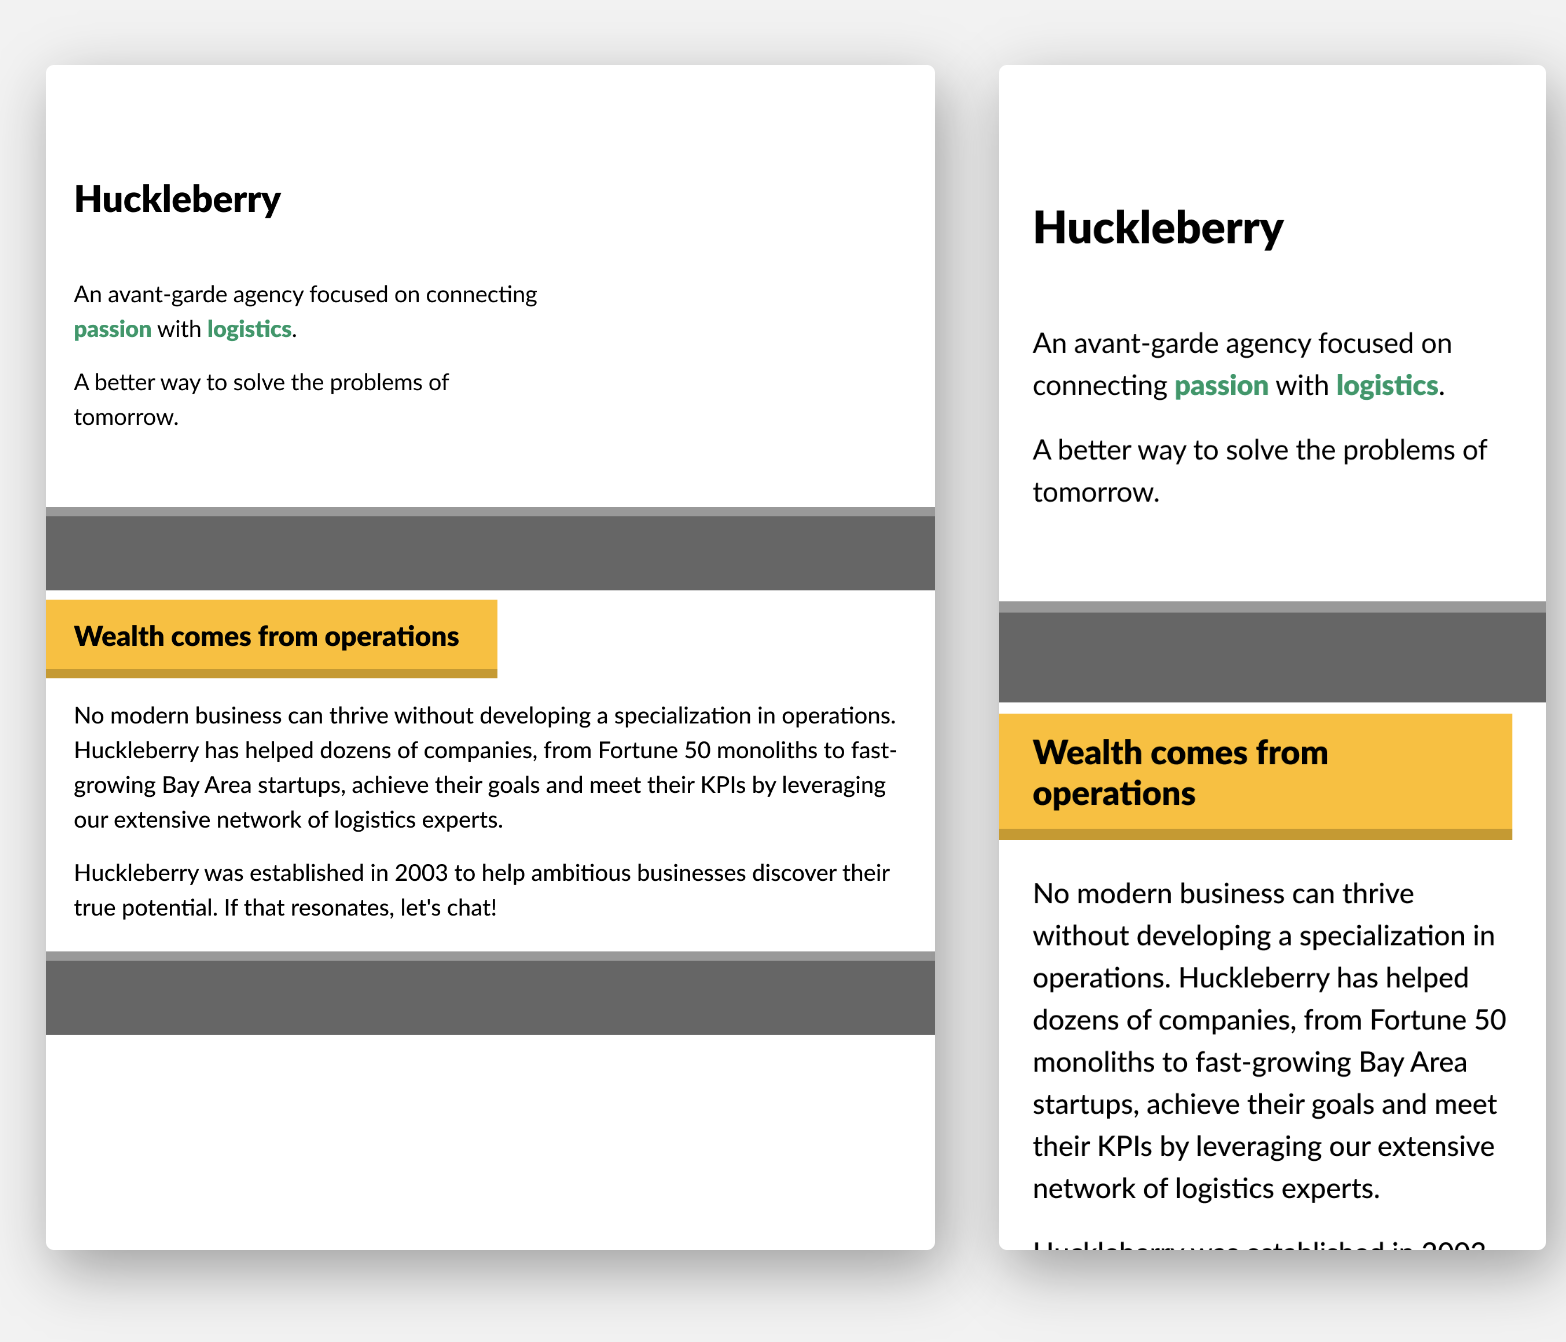 Huckleberry
An avant-garde agency focused on connecting
passion with logistics.
A better way to solve the problems of
tomorrow.
Wealth comes from operations
No modern business can thrive without developing a specialization in operations.
Huckleberry has helped dozens of companies, from Fortune 50 monoliths to fast-
growing Bay Area startups, achieve their goals and meet their KPIs by leveraging
our extensive network of logistics experts.
Huckleberry was established in 2003 to help ambitious businesses discover their
true potential. If that resonates, let's chat!
Huckleberry
An avant-garde agency focused on
connecting passion with logistics.
A better way to solve the problems of
tomorrow.
Wealth comes from
operations
No modern business can thrive
without developing a specialization in
operations. Huckleberry has helped
dozens of companies, from Fortune 50
monoliths to fast-growing Bay Area
startups, achieve their goals and meet
their KPIs by leveraging our extensive
network of logistics experts.
Huckleberry was established in 2003